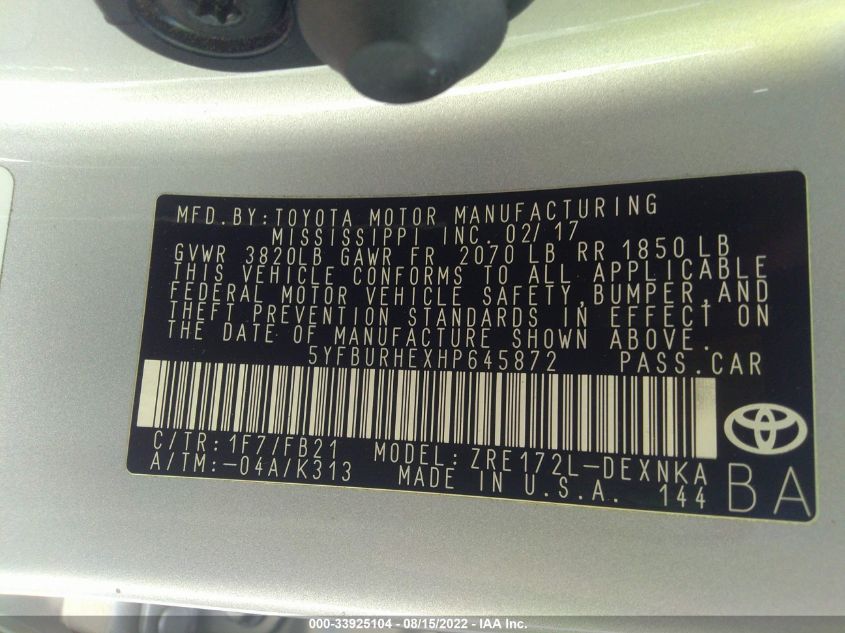 MFD.BY:TOYOTA MOTOR MANUFACTURING
MISSISSIPPI INC. 02/17
GVWR 3820LB GAWR FR 2070 LB RR 1850 LB
THIS VEHICLE CONFORMS TO ALL APPLICABLE
FEDERAL MOTOR VEHICLE SAFETY,BUMPER,AND
THEFT PREVENTION STANDARDS IN EFFECT ON
THE DATE OF MANUFACTURE SHOWN ABOVE.
5YFBURHEXHP645872 PASS.CAR
C/TR:1F7/FB21 MODEL:ZRE172L-DEXNKA
A/TM:-04A/K313 MADE IN U.S.A. 144
BA
000-33925104 - 08/15/2022 - IAA Inc.